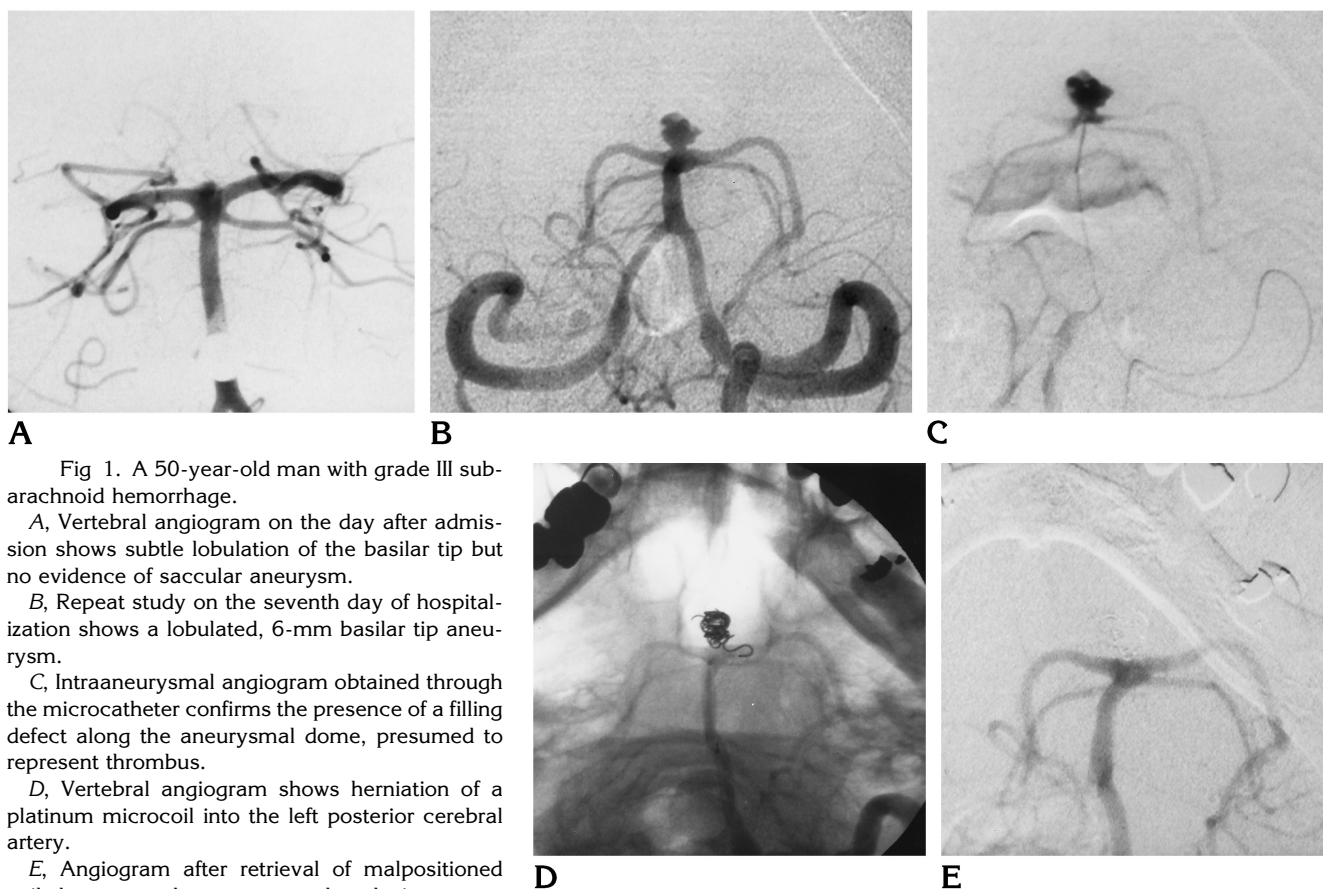 A
B
C
Fig 1. A 50-year-old man with grade III sub-
arachnoid hemorrhage.
A, Vertebral angiogram on the day after admis-
sion shows subtle lobulation of the basilar tip but
no evidence of saccular aneurysm.
B, Repeat study on the seventh day of hospital-
ization shows a lobulated, 6-mm basilar tip aneu-
rysm.
C, Intraaneurysmal angiogram obtained through
the microcatheter confirms the presence of a filling
defect along the aneurysmal dome, presumed to
represent thrombus.
D, Vertebral angiogram shows herniation of a
platinum microcoil into the left posterior cerebral
artery.
E, Angiogram after retrieval of malpositioned
D
E